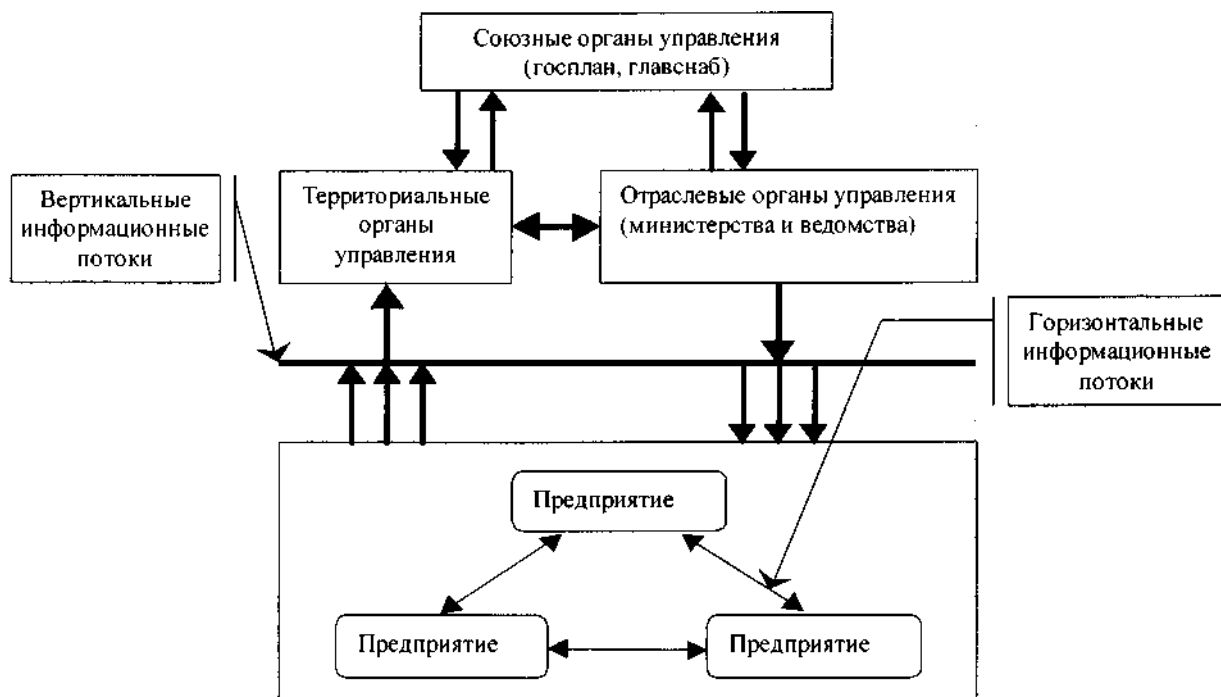 Союзные органы управления
(госплан, главснаб)
Вертикальные
информационные
потоки
Территориальные
органы
управления
Отраслевые органы управления
(министерства и ведомства)
Горизонтальные
информационные
потоки
Предприятие
Предприятие
Предприятие